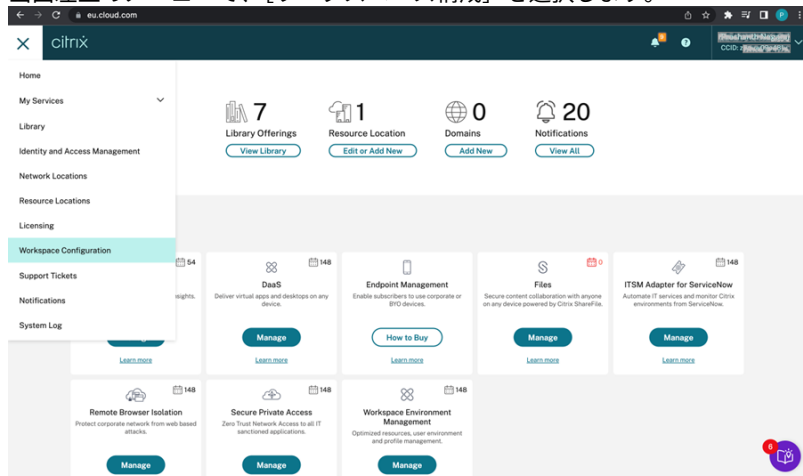 eu.cloud.com
citrix
CCID:
Home
My Services
Library
Identity and Access Management
Network Locations
Resource Locations
Licensing
Workspace Configuration
Support Tickets
Notifications
System Log
7
Library Offerings
View Library
1
Resource Location
Edit or Add New
0
Domains
Add New
20
Notifications
View All
54
sights.
Learn more
148
DaaS
Deliver virtual apps and desktops on any
device.
Manage
Learn more
Endpoint Management
Enable subscribers to use corporate or
BYO devices.
How to Buy
Learn more
0
Files
Secure content collaboration with anyone
on any device powered by Citrix ShareFile.
Manage
Learn more
148
ITSM Adapter for ServiceNow
Automate IT services and monitor Citrix
environments from ServiceNow.
Manage
Learn more
148
Remote Browser Isolation
Protect corporate network from web based
attacks.
Manage
148
Secure Private Access
Zero Trust Network Access to all IT
sanctioned applications.
Manage
148
Workspace Environment
Management
Optimized resources, user environment
and profile management.
Manage
6